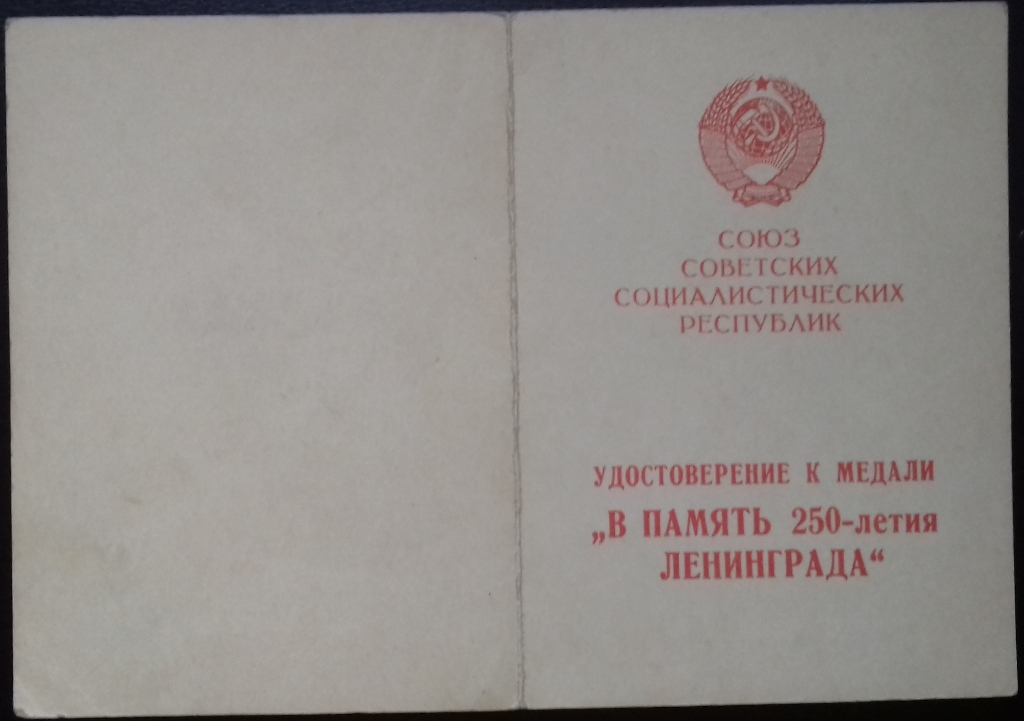 СОЮЗ
СОВЕТСКИХ
СОЦИАЛИСТИЧЕСКИХ
РЕСПУБЛИК
УДОСТОВЕРЕНИЕ К МЕДАЛИ
„В ПАМЯТЬ 250-летия
ЛЕНИНГРАДА“